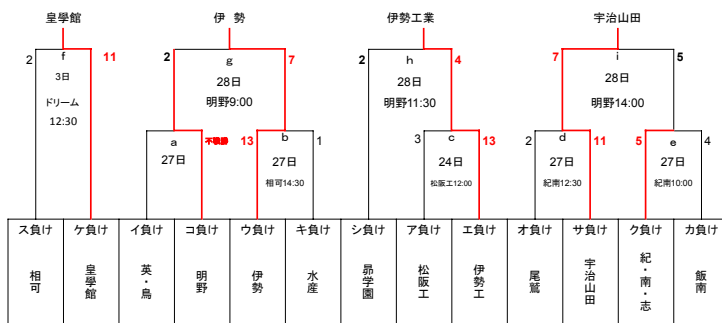 皇學館 伊 勢 伊勢工業 宇治山田
2 f 11 2 g 7 2 h 4 7 i 5
3日 28日 28日 28日
ドリーム 明野9:00 明野11:30 明野14:00
12:30
a 不戦勝 13 b 1 3 c 13 2 d 11 5 e 4
27日 27日 24日 27日 27日
相可14:30 松阪工12:00 紀南12:30 紀南10:00
ス負け ケ負け イ負け コ負け ウ負け キ負け シ負け ア負け エ負け オ負け サ負け ク負け カ負け
相可 皇學館 英・鳥 明野 伊勢 水産 昴学園 松阪工 伊勢工 尾鷲 宇治山田 紀・南・志 飯南